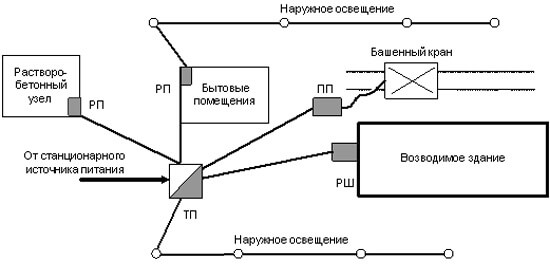 Наружное освещение
Башенный кран
Растворо-
бетонный
узел
РП
РП
Бытовые
помещения
ПП
От станционарного
источника питания
Возводимое здание
РШ
ТП
Наружное освещение